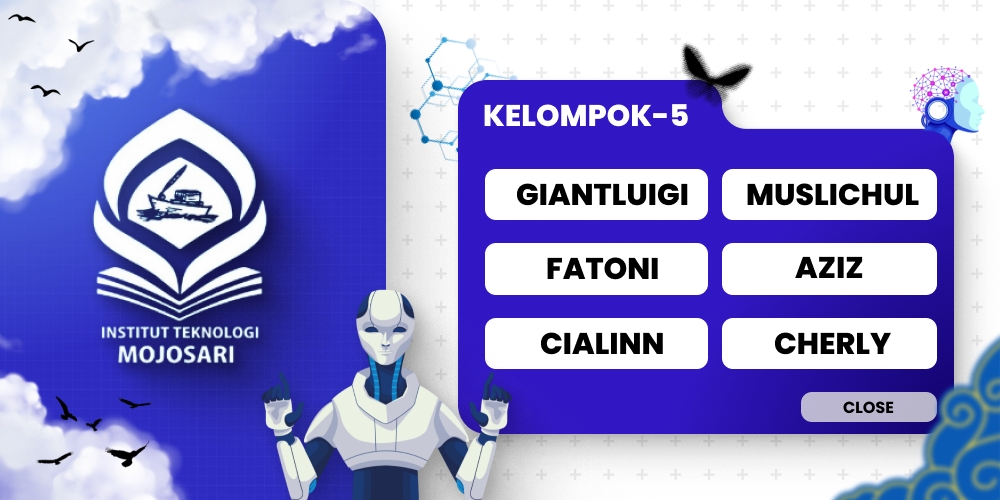 INSTITUT TEKNOLOGI
MOJOSARI
KELOMPOK-5
GIANTLUIGI
MUSLICHUL
FATONI
AZIZ
CIALINN
CHERLY
CLOSE